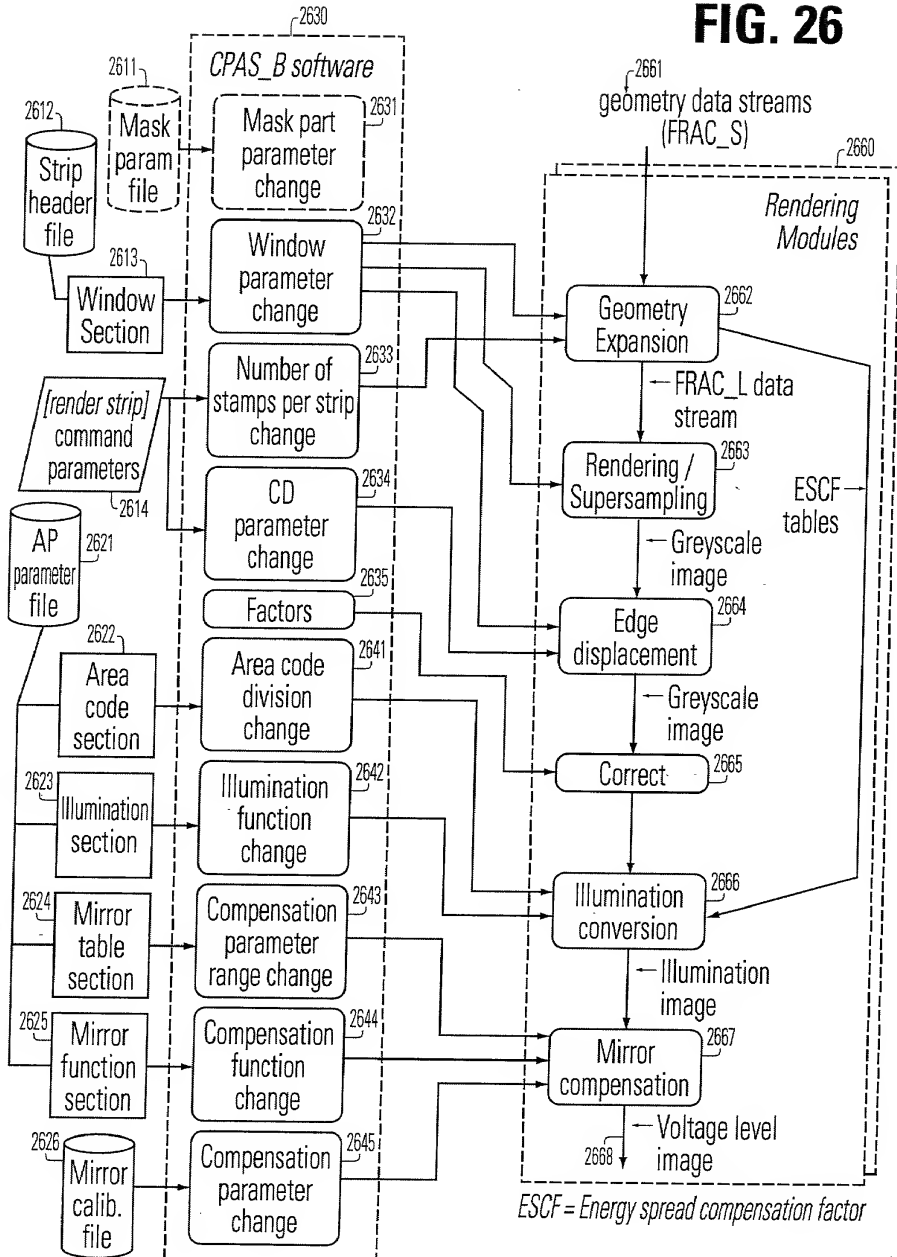 FIG. 26
2630
CPAS_B software
2611
Mask
param
file
2612
Strip
header
file
2613
Window
Section
[render strip]
command
parameters
2614
AP
parameter
file
2621
2622
Area
code
section
2623
Illumination
section
2624
Mirror
table
section
2625
Mirror
function
section
2626
Mirror
calib.
file
2631
Mask part
parameter
change
2632
Window
parameter
change
2633
Number of
stamps per strip
change
2634
CD
parameter
change
2635
Factors
2641
Area code
division
change
2642
Illumination
function
change
2643
Compensation
parameter
range change
2644
Compensation
function
change
2645
Compensation
parameter
change
2661
geometry data streams
(FRAC_S)
2660
Rendering
Modules
2662
Geometry
Expansion
FRAC_L data
stream
2663
Rendering /
Supersampling
ESCF
tables
Greyscale
image
2664
Edge
displacement
Greyscale
image
Correct
2665
Illumination
conversion
2666
Illumination
image
Mirror
compensation
2667
Voltage level
image
2668
ESCF = Energy spread compensation factor